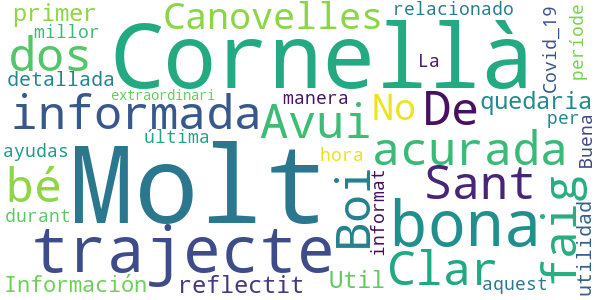 primer
Canovelles
relacionado
millor
dos
Cornellà
La
Covid_19
període
detallada
extraordinari
manera
No
De
quedaria
informada
Avui
per
última
hora
acurada
Buena
ayudas
Molt
bé
Boi
informat
Sant
faig
utilidad
durant
trajecte
bona
Clar
Información
reflectit
Util
aquest